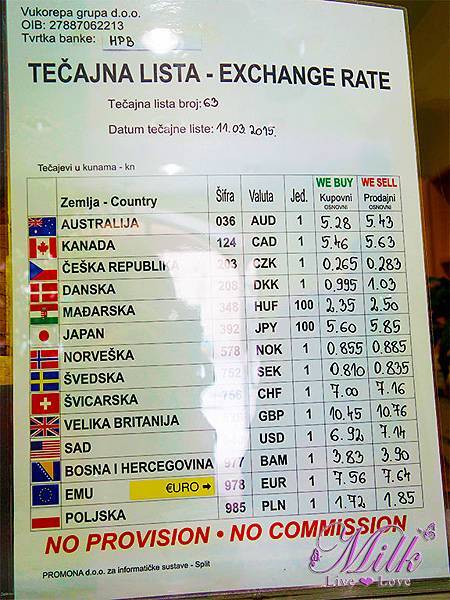 Vukorepa grupa d.o.o.
OIB: 27887062213
Tvrtka banke: HPB
TEČAJNA LISTA - EXCHANGE RATE
Tečajna lista broj: 63
Datum tečajne liste: 11.03.2015.
Tečajevi u kunama - kn
WE BUY WE SELL
Zemlja - Country Šifra Valuta Jed. Kupovni Prodajni
OSNOVNI OSNOVNI
AUSTRALIJA 036 AUD 1 5.28 5.43
KANADA 124 CAD 1 5.46 5.63
ČEŠKA REPUBLIKA 203 CZK 1 0.265 0.283
DANSKA 208 DKK 1 0.995 1.03
MAĐARSKA 348 HUF 100 2.35 2.50
JAPAN 392 JPY 100 5.60 5.85
NORVEŠKA 578 NOK 1 0.855 0.885
ŠVEDSKA 752 SEK 1 0.810 0.835
ŠVICARSKA 756 CHF 1 7.00 7.16
VELIKA BRITANIJA GBP 1 10.45 10.76
SAD USD 1 6.92 7.14
BOSNA I HERCEGOVINA 977 BAM 1 3.83 3.90
EMU €URO → 978 EUR 1 7.56 7.64
POLJSKA 985 PLN 1 1.72 1.85
NO PROVISION • NO COMMISSION
PROMONA d.o.o. za informatičke sustave - Split
Milk
Live Love